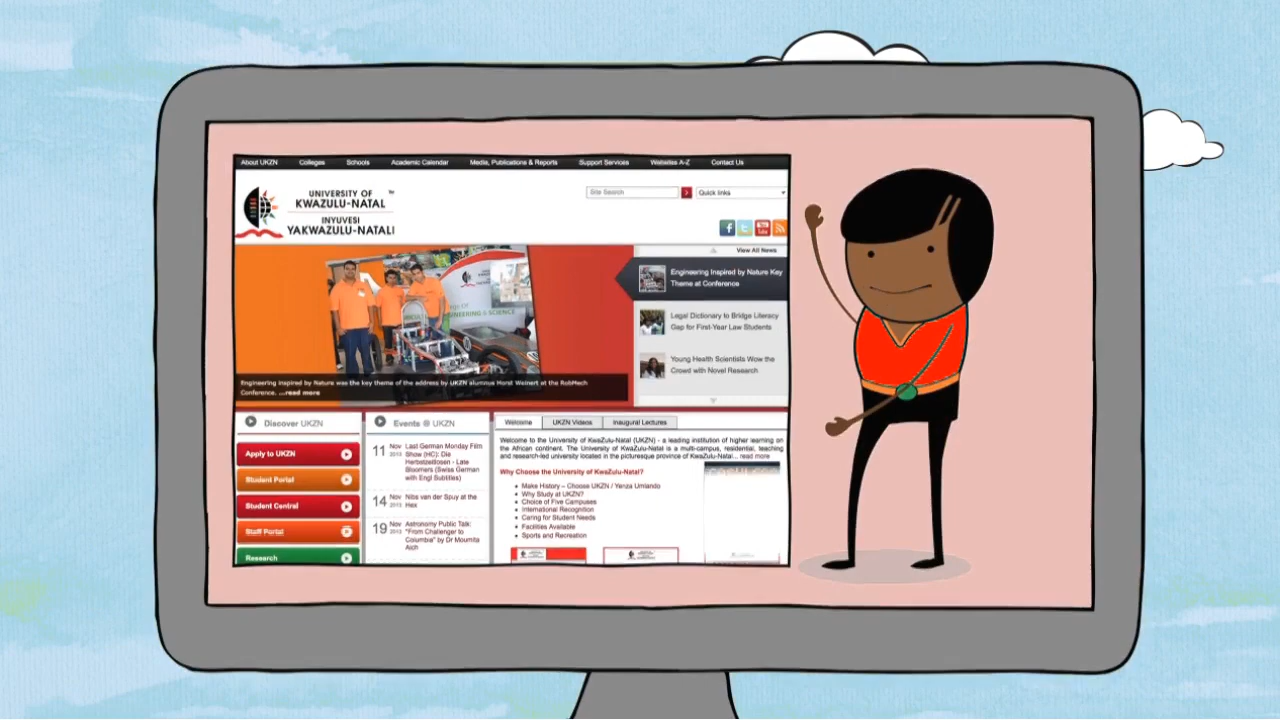 About UKZN Colleges Schools Academic Calendar Media, Publications & Reports Support Services Websites A-Z Contact Us
UNIVERSITY OF
KWAZULU-NATAL
INYUVESI
YAKWAZULU-NATALI
Site Search
Quick links
View All News
Engineering Inspired by Nature Key
Theme at Conference
Legal Dictionary to Bridge Literacy
Gap for First-Year Law Students
Young Health Scientists Wow the
Crowd with Novel Research
Engineering Inspired by Nature was the key theme of the address by UKZN alumnus Horst Weinert at the RobMech
Conference. ...read more
Discover UKZN
Apply to UKZN
Student Portal
Student Central
Staff Portal
Research
Events @ UKZN
11 Nov 2013 Last German Monday Film
Show (HC): Die
Herbstzeitlosen - Late
Bloomers (Swiss German
with Engl Subtitles)
14 Nov 2013 Nibs van der Spuy at the
Hex
19 Nov 2013 Astronomy Public Talk:
"From Challenger to
Columbia" by Dr Moumita
Aich
Welcome UKZN Videos Inaugural Lectures
Welcome to the University of KwaZulu-Natal (UKZN) - a leading institution of higher learning on
the African continent. The University of KwaZulu-Natal is a multi-campus, residential, teaching
and research-led university located in the picturesque province of KwaZulu-Natal... read more
Why Choose the University of KwaZulu-Natal?
Make History – Choose UKZN / Yenza Umlando
Why Study at UKZN?
Choice of Five Campuses
International Recognition
Caring for Student Needs
Facilities Available
Sports and Recreation